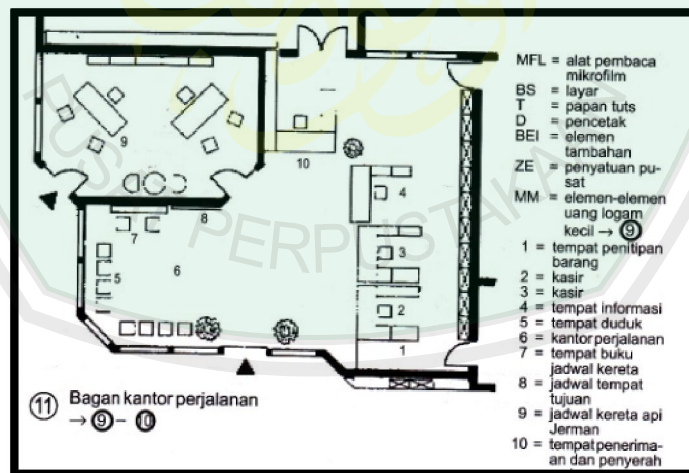 9
10
4
3
2
1
7
8
5
6
11 Bagan kantor perjalanan
→ 9 – 10
MFL = alat pembaca
mikrofilm
BS = layar
T = papan tuts
D = pencetak
BEI = elemen
tambahan
ZE = penyatuan pu-
sat
MM = elemen-elemen
uang logam
kecil → 9
1 = tempat penitipan
barang
2 = kasir
3 = kasir
4 = tempat informasi
5 = tempat duduk
6 = kantor perjalanan
7 = tempat buku
jadwal kereta
8 = jadwal tempat
tujuan
9 = jadwal kereta api
Jerman
10 = tempat penerima-
an dan penyerah
PERPUSTAKA